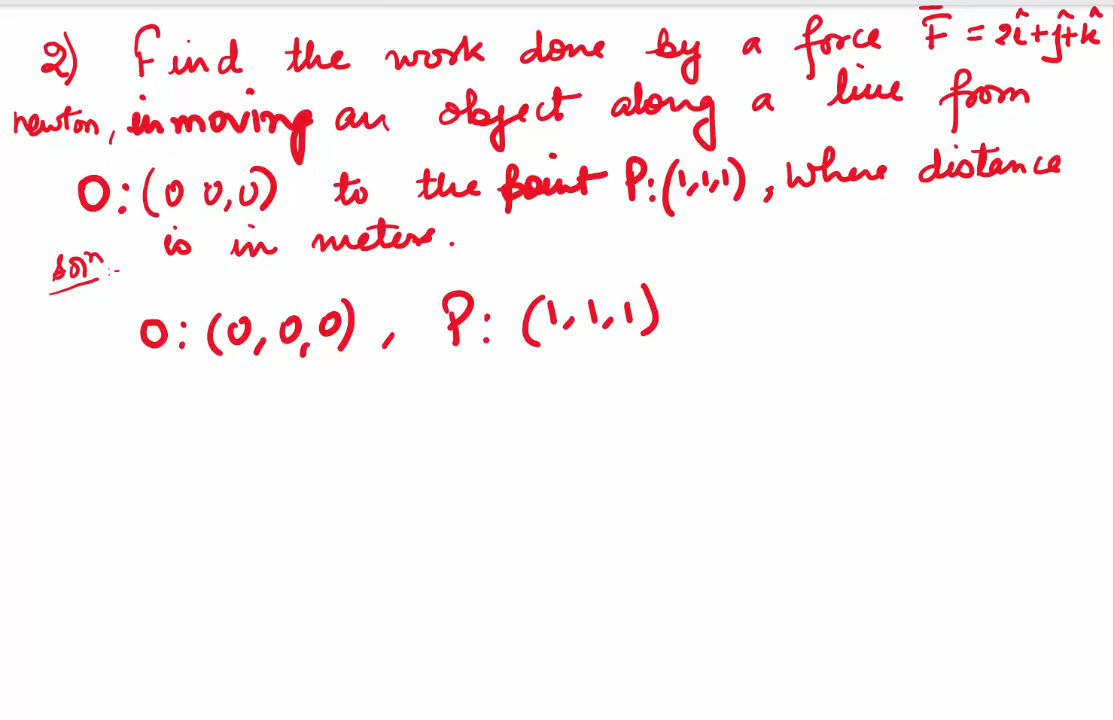 2) Find the work done by a force F̄ = 2î+ĵ+k̂
newton, in moving an object along a line from
O:(0 0,0) to the point P:(1,1,1), where distance
is in meters.
Solⁿ:-
O:(0,0,0), P: (1,1,1)